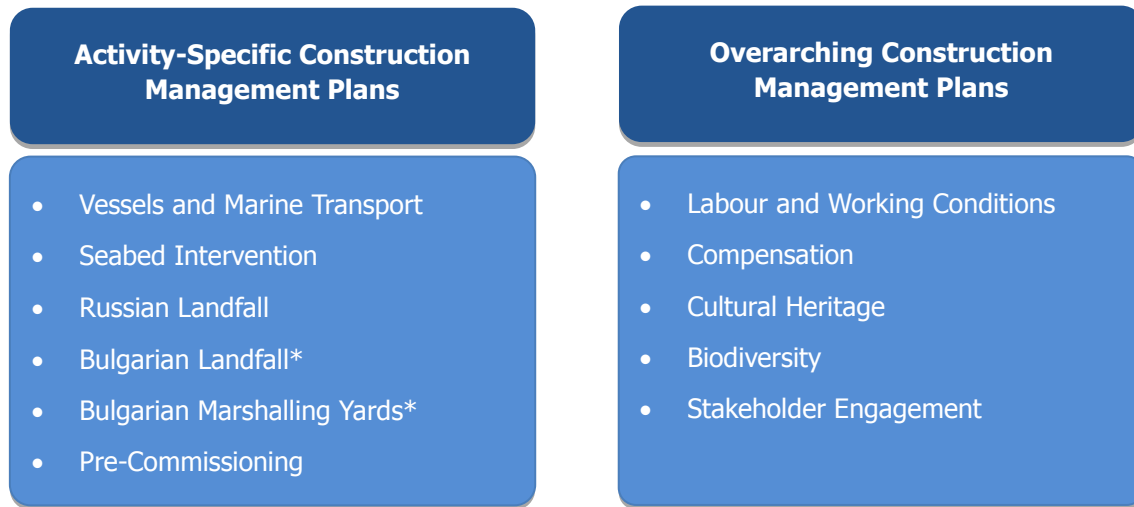 Activity-Specific Construction
Management Plans
• Vessels and Marine Transport
• Seabed Intervention
• Russian Landfall
• Bulgarian Landfall*
• Bulgarian Marshalling Yards*
• Pre-Commissioning
Overarching Construction
Management Plans
• Labour and Working Conditions
• Compensation
• Cultural Heritage
• Biodiversity
• Stakeholder Engagement